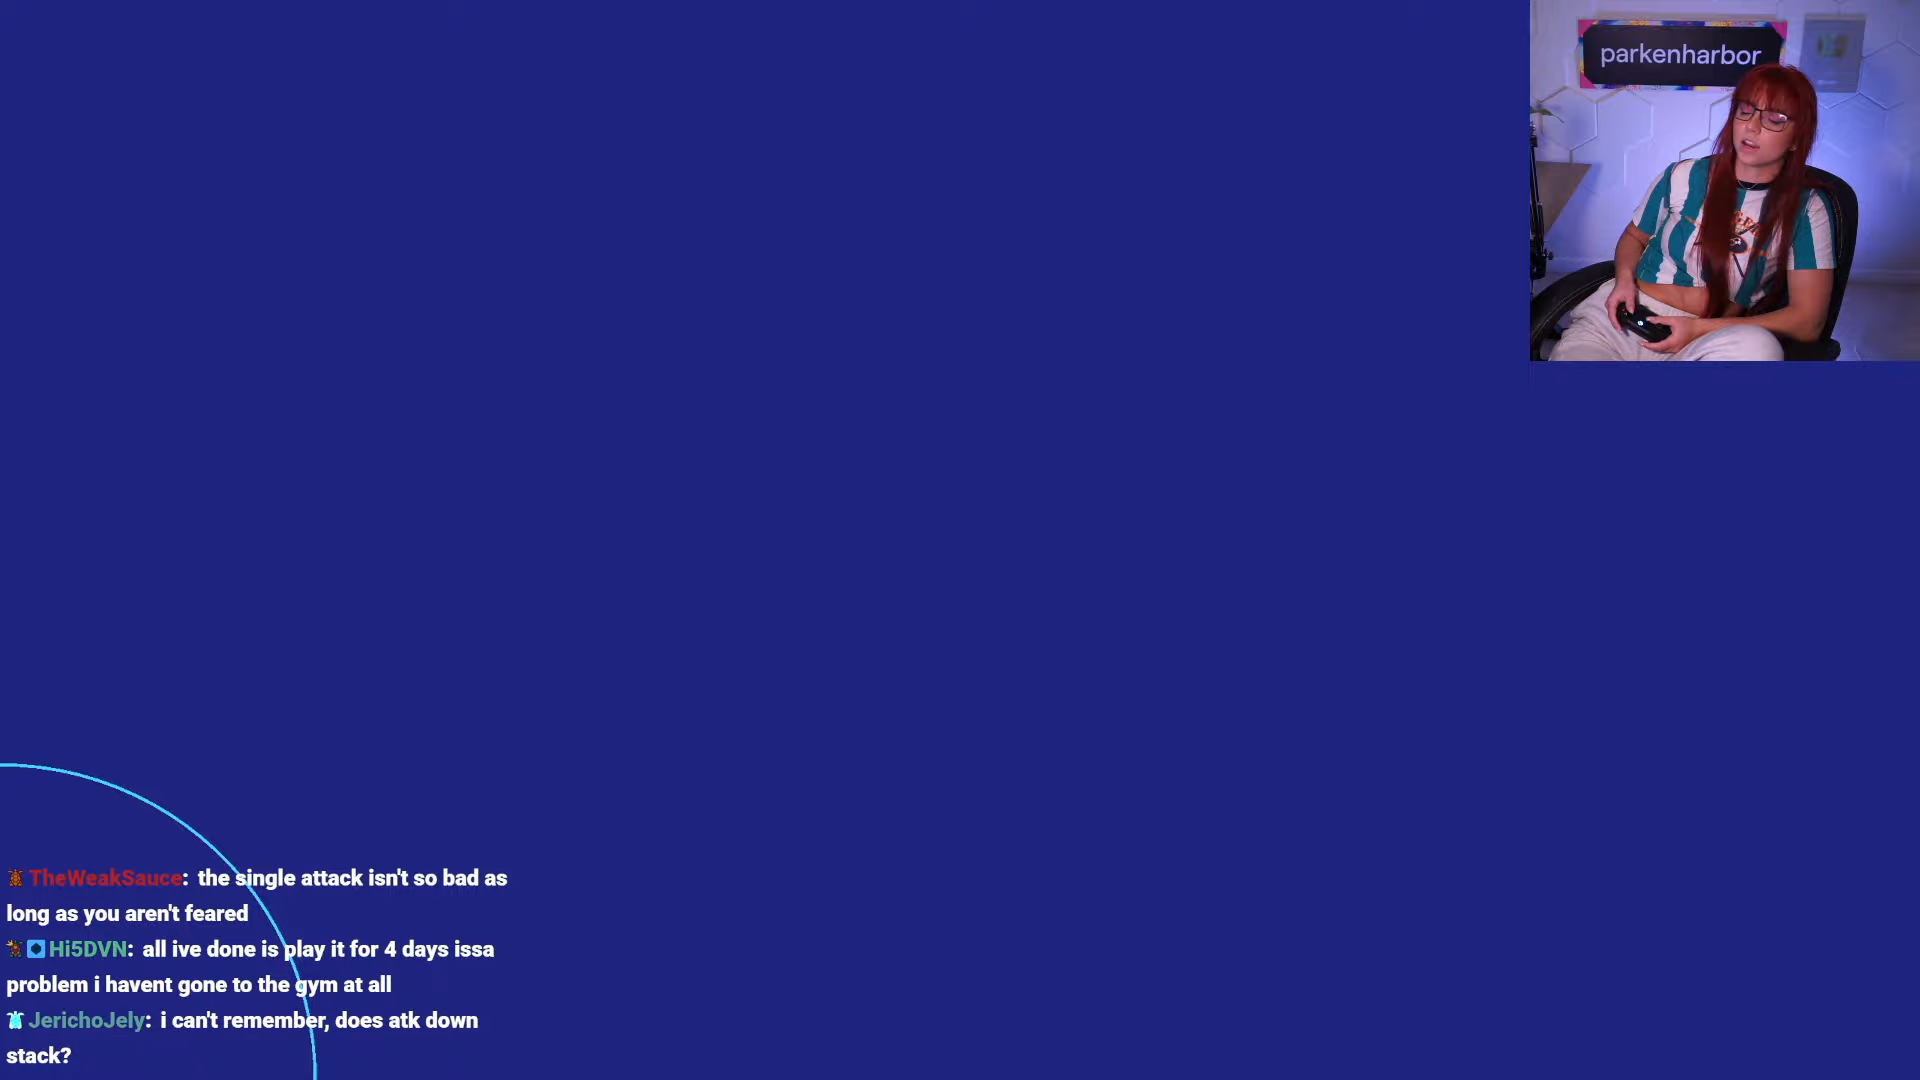 parkenharbor
TheWeakSauce: the single attack isn't so bad as
long as you aren't feared
Hi5DVN: all ive done is play it for 4 days issa
problem i havent gone to the gym at all
JerichoJely: i can't remember, does atk down
stack?